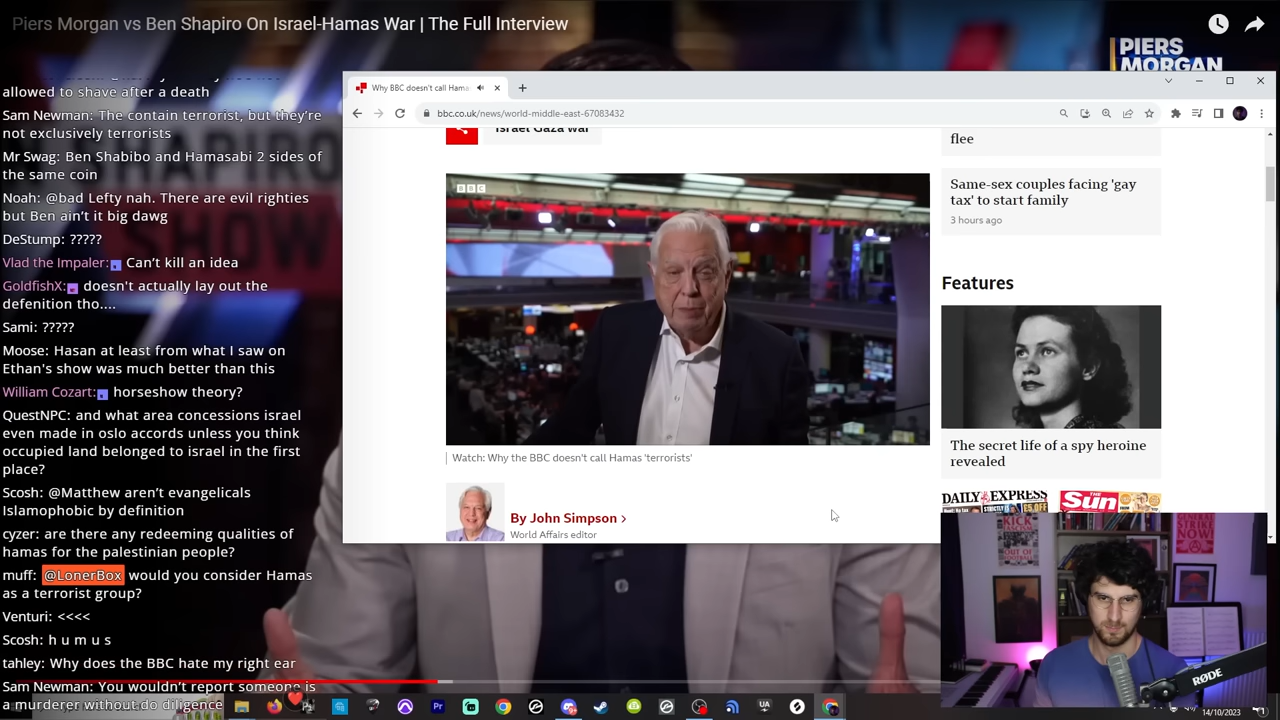 Piers Morgan vs Ben Shapiro On Israel-Hamas War | The Full Interview
PIERS
MORGAN
allowed to shave after a death
Sam Newman: The contain terrorist, but they're
not exclusively terrorists
Mr Swag: Ben Shabibo and Hamasabi 2 sides of
the same coin
Noah: @bad Lefty nah. There are evil righties
but Ben ain't it big dawg
DeStump: ?????
Vlad the Impaler: Can't kill an idea
GoldfishX: doesn't actually lay out the
defenition tho....
Sami: ?????
Moose: Hasan at least from what I saw on
Ethan's show was much better than this
William Cozart: horseshow theory?
QuestNPC: and what area concessions israel
even made in oslo accords unless you think
occupied land belonged to israel in the first
place?
Scosh: @Matthew aren't evangelicals
Islamophobic by definition
cyzer: are there any redeeming qualities of
hamas for the palestinian people?
muff: @LonerBox would you consider Hamas
as a terrorist group?
Venturi: <<<<
Scosh: h u m u s
tahley: Why does the BBC hate my right ear
Sam Newman: You wouldn't report someone is
a murderer without do diligence
Why BBC doesn't call Hama
bbc.co.uk/news/world-middle-east-67083432
Israel Gaza war
BBC
Watch: Why the BBC doesn't call Hamas 'terrorists'
By John Simpson
World Affairs editor
flee
Same-sex couples facing 'gay
tax' to start family
3 hours ago
Features
The secret life of a spy heroine
revealed
DAILY EXPRESS
The Sun
KICK
OUT OF
FOOTBALL
GENERAL
STRIKE
NOW!
RØDE
Pr
UA
14/10/2023